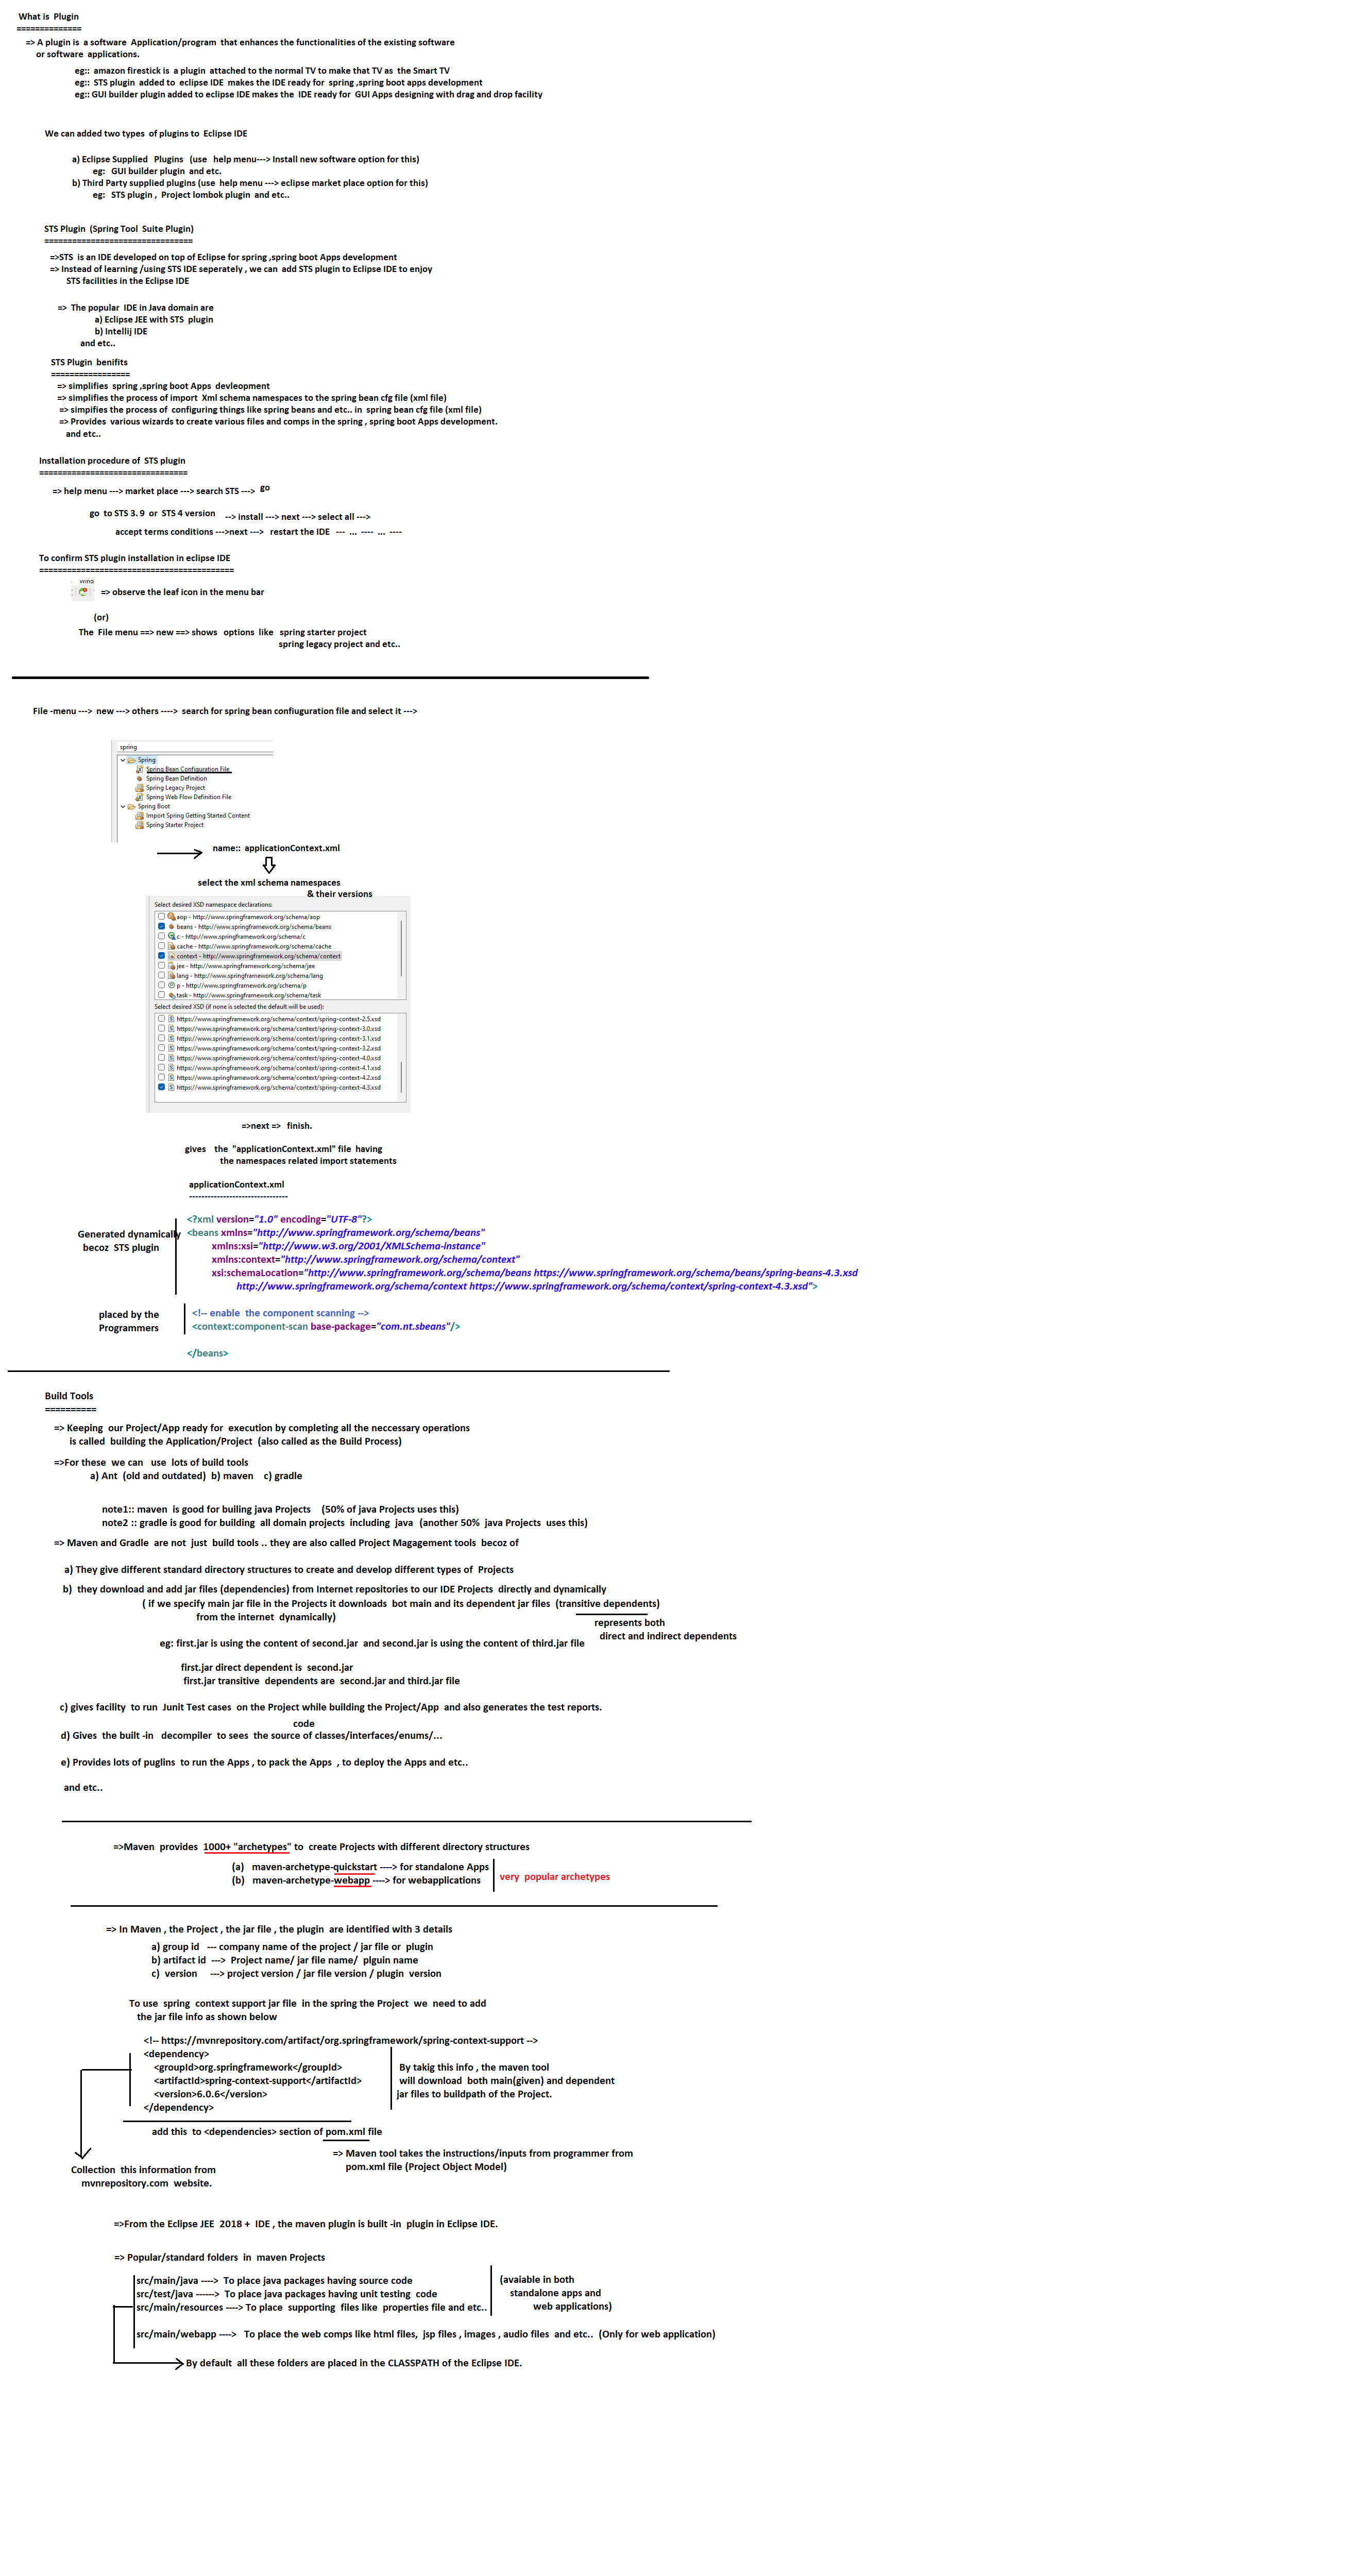 What is  Plugin
==============
=> A plugin is  a software  Application/program  that enhances the functionalities of the existing software
or software  applications.
eg::  amazon firestick is  a plugin  attached to the normal TV to make that TV as  the Smart TV
eg::  STS plugin  added to  eclipse IDE  makes the IDE ready for  spring ,spring boot apps development
eg:: GUI builder plugin added to eclipse IDE makes the  IDE ready for  GUI Apps designing with drag and drop facility
We can added two types  of plugins to  Eclipse IDE
a) Eclipse Supplied   Plugins   (use   help menu---> Install new software option for this)
eg:   GUI builder plugin  and etc.
b) Third Party supplied plugins (use  help menu ---> eclipse market place option for this)
eg:   STS plugin ,  Project lombok plugin  and etc..
STS Plugin  (Spring Tool  Suite Plugin)
================================
=>STS  is an IDE developed on top of Eclipse for spring ,spring boot Apps development
=> Instead of learning /using STS IDE seperately , we can  add STS plugin to Eclipse IDE to enjoy
STS facilities in the Eclipse IDE
=>  The popular  IDE in Java domain are
a) Eclipse JEE with STS  plugin
b) Intellij IDE
and etc..
STS Plugin  benifits
=================
=> simplifies  spring ,spring boot Apps  devleopment
=> simplifies the process of import  Xml schema namespaces to the spring bean cfg file (xml file)
=> simpifies the process of  configuring things like spring beans and etc.. in  spring bean cfg file (xml file)
=> Provides  various wizards to create various files and comps in the spring , spring boot Apps development.
and etc..
Installation procedure of  STS plugin
================================
=> help menu ---> market place ---> search STS ---> go
go  to STS 3. 9  or  STS 4 version    --> install ---> next ---> select all --->
accept terms conditions --->next --->   restart the IDE   ---  ...  ----  ...  ----
To confirm STS plugin installation in eclipse IDE
==========================================
Wind
=> observe the leaf icon in the menu bar
(or)
The  File menu ==> new ==> shows   options  like   spring starter project
spring legacy project and etc..
File -menu --->  new ---> others ---->  search for spring bean confiuguration file and select it --->
spring
Spring
Spring Bean Configuration File
Spring Bean Definition
Spring Legacy Project
Spring Web Flow Definition File
Spring Boot
Import Spring Getting Started Content
Spring Starter Project
name::  applicationContext.xml
select the xml schema namespaces
& their versions
Select desired XSD namespace declarations:
aop - http://www.springframework.org/schema/aop
beans - http://www.springframework.org/schema/beans
c - http://www.springframework.org/schema/c
cache - http://www.springframework.org/schema/cache
context - http://www.springframework.org/schema/context
jee - http://www.springframework.org/schema/jee
lang - http://www.springframework.org/schema/lang
p - http://www.springframework.org/schema/p
task - http://www.springframework.org/schema/task
Select desired XSD (if none is selected the default will be used):
https://www.springframework.org/schema/context/spring-context-2.5.xsd
https://www.springframework.org/schema/context/spring-context-3.0.xsd
https://www.springframework.org/schema/context/spring-context-3.1.xsd
https://www.springframework.org/schema/context/spring-context-3.2.xsd
https://www.springframework.org/schema/context/spring-context-4.0.xsd
https://www.springframework.org/schema/context/spring-context-4.1.xsd
https://www.springframework.org/schema/context/spring-context-4.2.xsd
https://www.springframework.org/schema/context/spring-context-4.3.xsd
=>next =>   finish.
gives    the  "applicationContext.xml" file  having
the namespaces related import statements
applicationContext.xml
--------------------------------
Generated dynamically
becoz  STS plugin
<?xml version="1.0" encoding="UTF-8"?>
<beans xmlns="http://www.springframework.org/schema/beans"
xmlns:xsi="http://www.w3.org/2001/XMLSchema-instance"
xmlns:context="http://www.springframework.org/schema/context"
xsi:schemaLocation="http://www.springframework.org/schema/beans https://www.springframework.org/schema/beans/spring-beans-4.3.xsd
http://www.springframework.org/schema/context https://www.springframework.org/schema/context/spring-context-4.3.xsd">
placed by the
Programmers
<!-- enable  the component scanning -->
<context:component-scan base-package="com.nt.sbeans"/>
</beans>
Build Tools
==========
=> Keeping  our Project/App ready for  execution by completing all the neccessary operations
is called  building the Application/Project  (also called as the Build Process)
=>For these  we can   use  lots of build tools
a) Ant  (old and outdated)  b) maven    c) gradle
note1:: maven  is good for builing java Projects    (50% of java Projects uses this)
note2 :: gradle is good for building  all domain projects  including  java  (another 50%  java Projects  uses this)
=> Maven and Gradle  are not  just  build tools .. they are also called Project Magagement tools  becoz of
a) They give different standard directory structures to create and develop different types of  Projects
b)  they download and add jar files (dependencies) from Internet repositories to our IDE Projects  directly and dynamically
( if we specify main jar file in the Projects it downloads  bot main and its dependent jar files  (transitive dependents)
from the internet  dynamically)
represents both
direct and indirect dependents
eg: first.jar is using the content of second.jar  and second.jar is using the content of third.jar file
first.jar direct dependent is  second.jar
first.jar transitive  dependents are  second.jar and third.jar file
c) gives facility  to run  Junit Test cases  on the Project while building the Project/App  and also generates the test reports.
code
d) Gives  the built -in   decompiler  to sees  the source of classes/interfaces/enums/...
e) Provides lots of puglins  to run the Apps , to pack the Apps  , to deploy the Apps and etc..
and etc..
=>Maven  provides  1000+ "archetypes" to  create Projects with different directory structures
(a)   maven-archetype-quickstart ----> for standalone Apps
(b)   maven-archetype-webapp ----> for webapplications
very  popular archetypes
=> In Maven , the Project , the jar file , the plugin  are identified with 3 details
a) group id   --- company name of the project / jar file or  plugin
b) artifact id  --->  Project name/ jar file name/  plguin name
c)  version     ---> project version / jar file version / plugin  version
To use  spring  context support jar file  in the spring the Project  we  need to add
the jar file info as shown below
<!-- https://mvnrepository.com/artifact/org.springframework/spring-context-support -->
<dependency>
<groupId>org.springframework</groupId>
<artifactId>spring-context-support</artifactId>
<version>6.0.6</version>
</dependency>
By takig this info , the maven tool
will download  both main(given) and dependent
jar files to buildpath of the Project.
add this  to <dependencies> section of pom.xml file
=> Maven tool takes the instructions/inputs from programmer from
pom.xml file (Project Object Model)
Collection  this information from
mvnrepository.com  website.
=>From the Eclipse JEE  2018 +  IDE , the maven plugin is built -in  plugin in Eclipse IDE.
=> Popular/standard folders  in  maven Projects
src/main/java ---->  To place java packages having source code
src/test/java ------>  To place java packages having unit testing  code
src/main/resources ----> To place  supporting  files like  properties file and etc..
(avaiable in both
standalone apps and
web applications)
src/main/webapp ---->   To place the web comps like html files,  jsp files , images , audio files  and etc..  (Only for web application)
By default  all these folders are placed in the CLASSPATH of the Eclipse IDE.